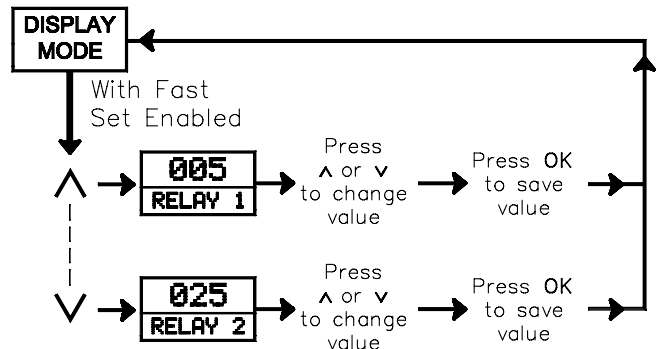 DISPLAY
MODE
With Fast
Set Enabled
005
RELAY 1
Press
∧ or ∨
to change
value
Press OK
to save
value
025
RELAY 2
Press
∧ or ∨
to change
value
Press OK
to save
value